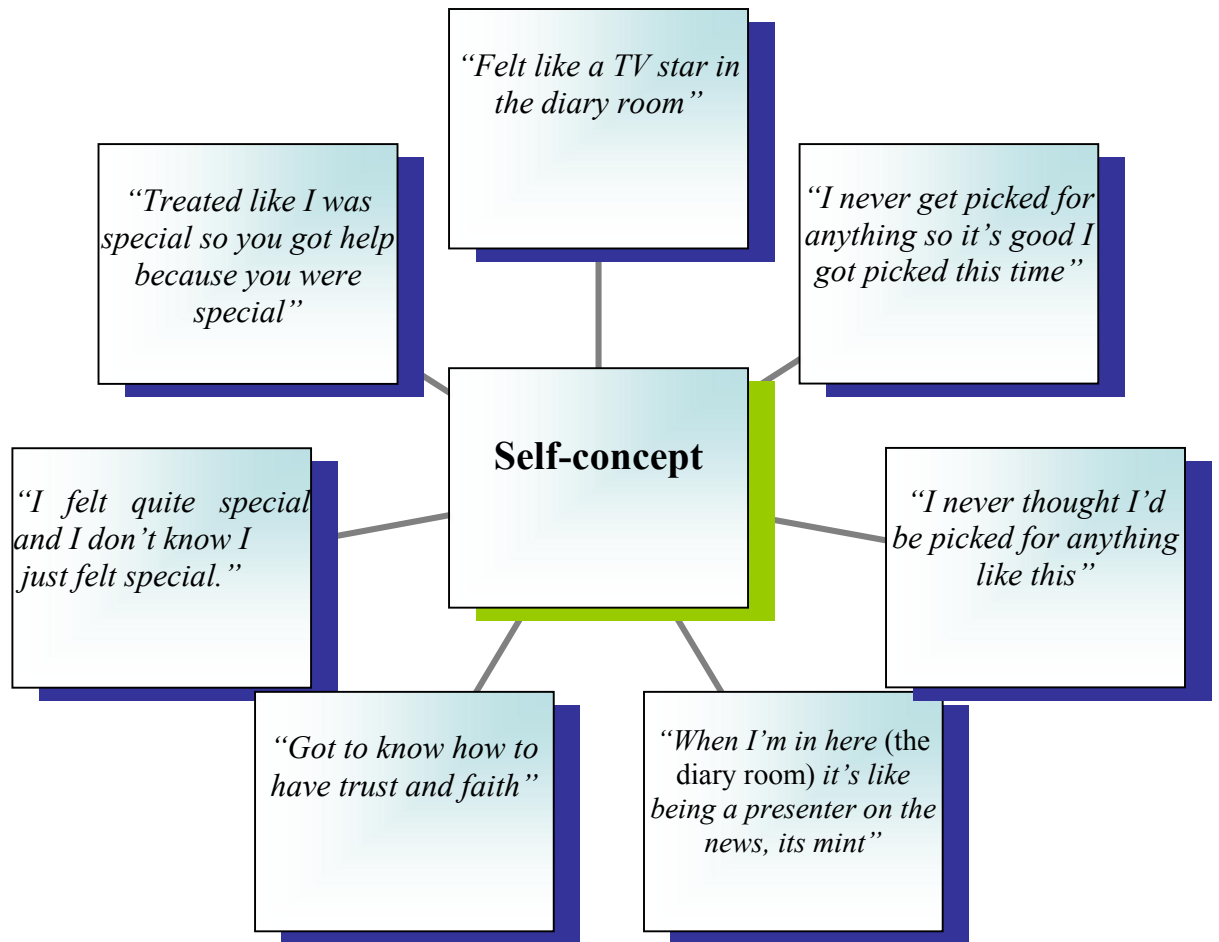 “Felt like a TV star in
the diary room”
“Treated like I was
special so you got help
because you were
special”
“I never get picked for
anything so it’s good I
got picked this time”
Self-concept
“I felt quite special
and I don’t know I
just felt special.”
“I never thought I’d
be picked for anything
like this”
“Got to know how to
have trust and faith”
“When I’m in here (the
diary room) it’s like
being a presenter on the
news, its mint”